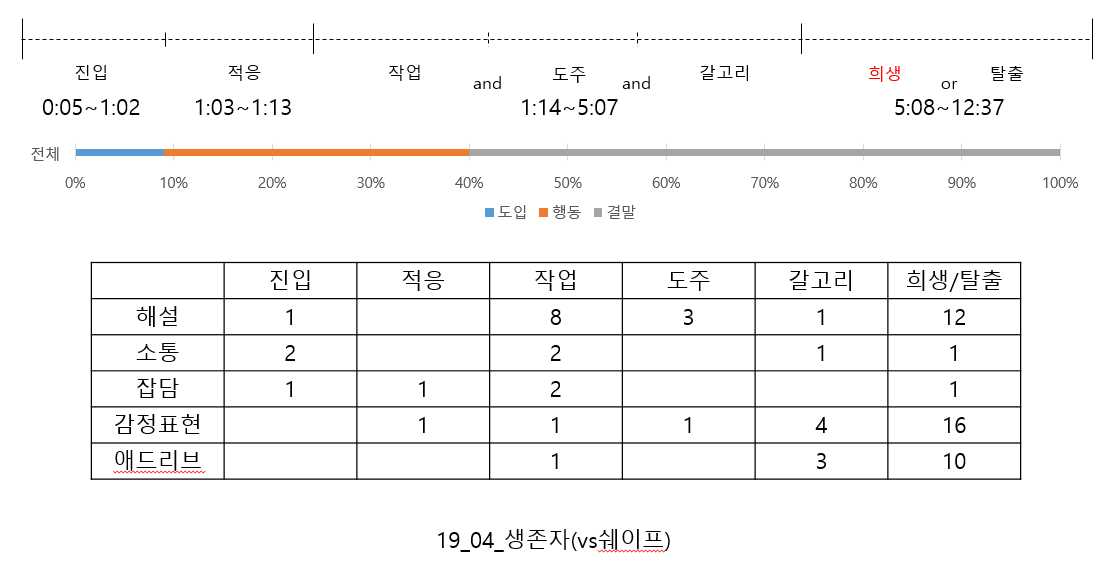 진입 적응 작업 and 도주 and 갈고리 희생 or 탈출
0:05~1:02 1:03~1:13 1:14~5:07 5:08~12:37
전체
0% 10% 20% 30% 40% 50% 60% 70% 80% 90% 100%
도입 행동 결말
진입 적응 작업 도주 갈고리 희생/탈출
해설 1 8 3 1 12
소통 2 2 1 1
잡담 1 1 2 1
감정표현 1 1 1 4 16
애드리브 1 3 10
19_04_생존자(vs쉐이프)